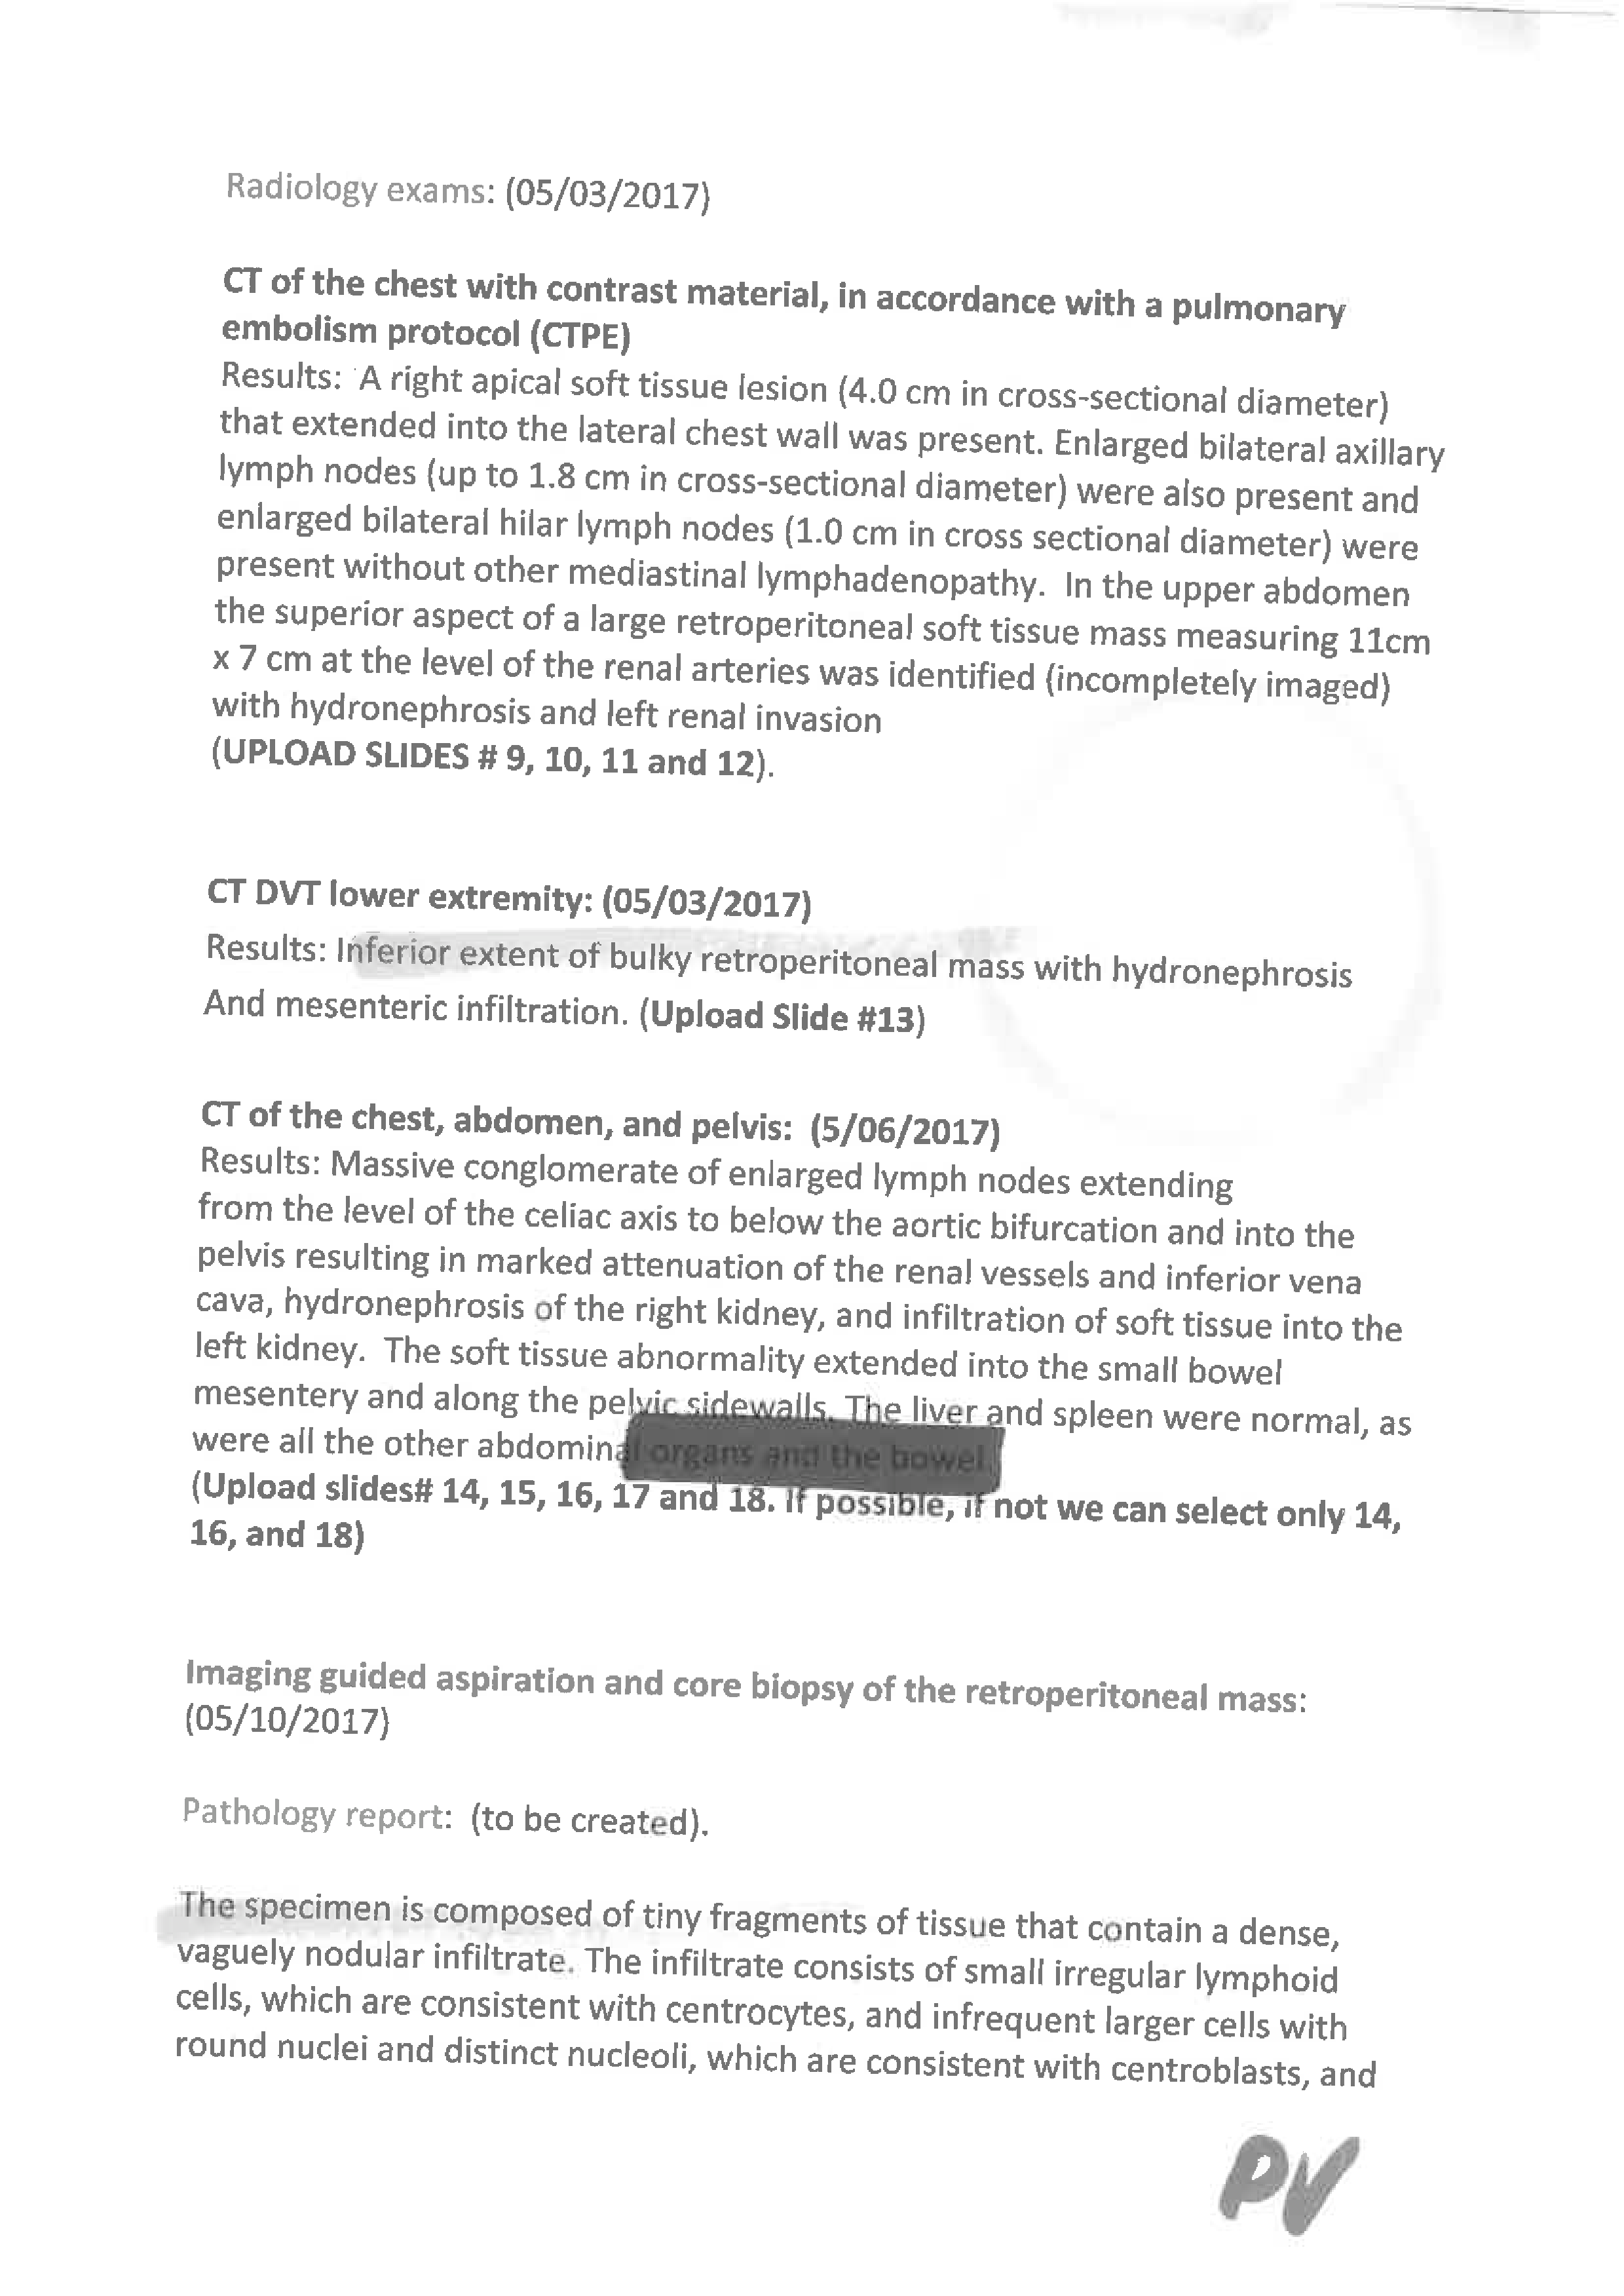 Radiology exams: (05/03/2017)
CT of the chest with contrast material, in accordance with a pulmonary
embolism protocol (CTPE)
Results: A right apical soft tissue lesion (4.0 cm in cross-sectional diameter)
that extended into the lateral chest wall was present. Enlarged bilateral axillary
lymph nodes (up to 1.8 cm in cross-sectional diameter) were also present and
enlarged bilateral hilar lymph nodes (1.0 cm in cross sectional diameter) were
present without other mediastinal lymphadenopathy. In the upper abdomen
the superior aspect of a large retroperitoneal soft tissue mass measuring 11cm
x 7 cm at the level of the renal arteries was identified (incompletely imaged)
with hydronephrosis and left renal invasion
(UPLOAD SLIDES # 9, 10, 11 and 12).
CT DVT lower extremity: (05/03/2017)
Results: Inferior extent of bulky retroperitoneal mass with hydronephrosis
And mesenteric infiltration. (Upload Slide #13)
CT of the chest, abdomen, and pelvis: (5/06/2017)
Results: Massive conglomerate of enlarged lymph nodes extending
from the level of the celiac axis to below the aortic bifurcation and into the
pelvis resulting in marked attenuation of the renal vessels and inferior vena
cava, hydronephrosis of the right kidney, and infiltration of soft tissue into the
left kidney. The soft tissue abnormality extended into the small bowel
mesentery and along the pelvic sidewalls. The liver and spleen were normal, as
were all the other abdominal organs and the bowel.
(Upload slides# 14, 15, 16, 17 and 18. If possible, if not we can select only 14,
16, and 18)
Imaging guided aspiration and core biopsy of the retroperitoneal mass:
(05/10/2017)
Pathology report: (to be created).
The specimen is composed of tiny fragments of tissue that contain a dense,
vaguely nodular infiltrate. The infiltrate consists of small irregular lymphoid
cells, which are consistent with centrocytes, and infrequent larger cells with
round nuclei and distinct nucleoli, which are consistent with centroblasts, and
PV